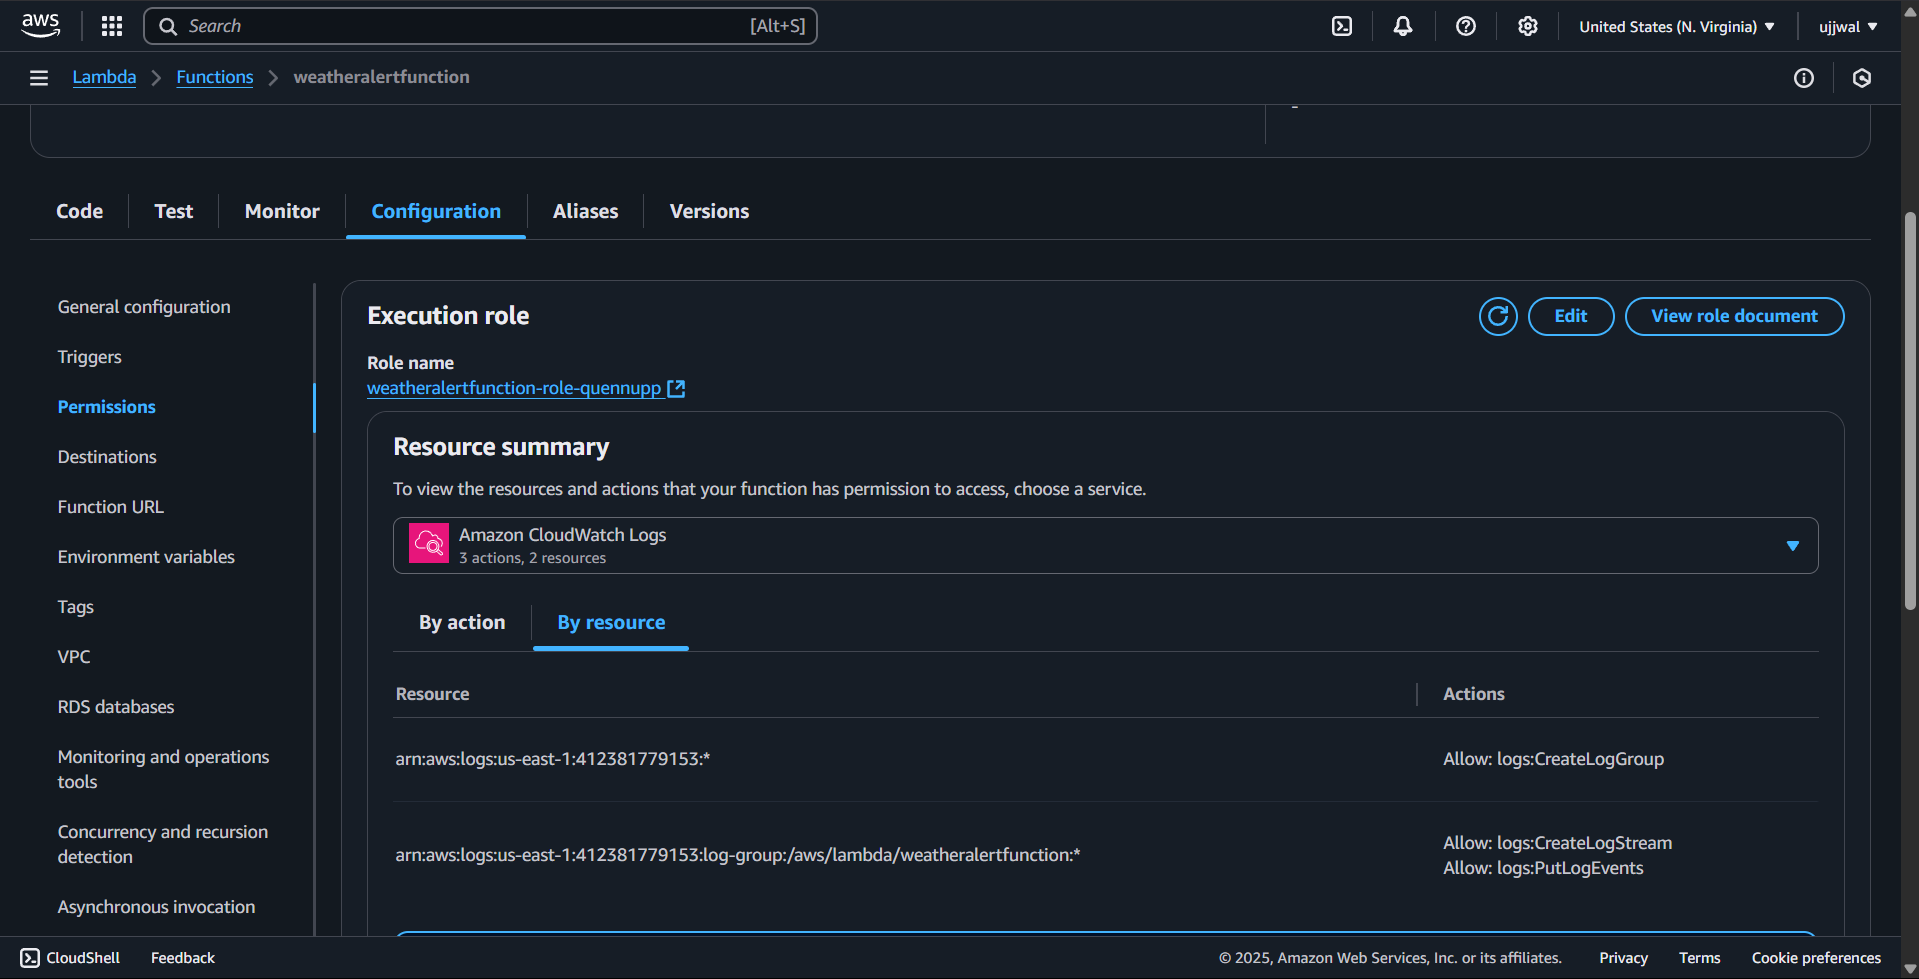 aws
Search [Alt+S]
United States (N. Virginia)
ujjwal
Lambda
Functions
weatheralertfunction
-
Code
Test
Monitor
Configuration
Aliases
Versions
General configuration
Triggers
Permissions
Destinations
Function URL
Environment variables
Tags
VPC
RDS databases
Monitoring and operations
tools
Concurrency and recursion
detection
Asynchronous invocation
Execution role
Edit
View role document
Role name
weatheralertfunction-role-quennupp
Resource summary
To view the resources and actions that your function has permission to access, choose a service.
Amazon CloudWatch Logs
3 actions, 2 resources
By action
By resource
Resource
Actions
arn:aws:logs:us-east-1:412381779153:*
Allow: logs:CreateLogGroup
arn:aws:logs:us-east-1:412381779153:log-group:/aws/lambda/weatheralertfunction:*
Allow: logs:CreateLogStream
Allow: logs:PutLogEvents
CloudShell
Feedback
© 2025, Amazon Web Services, Inc. or its affiliates.
Privacy
Terms
Cookie preferences